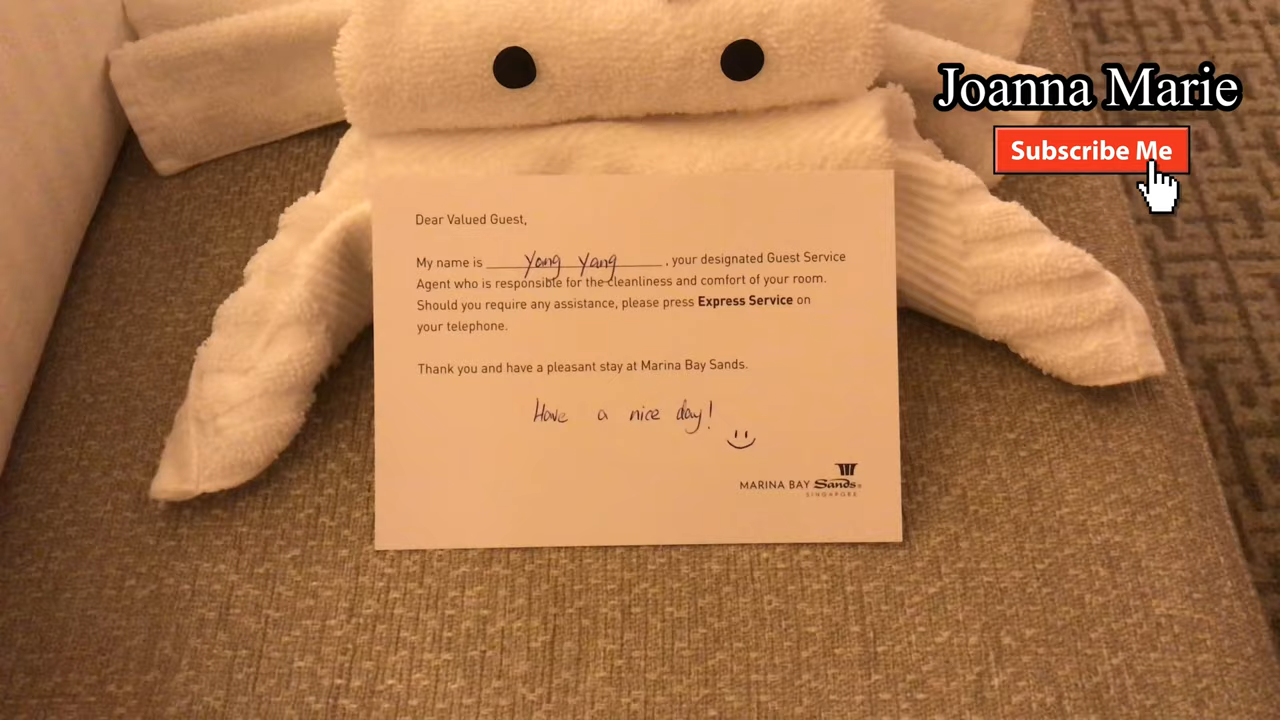 Joanna Marie
Subscribe Me
Dear Valued Guest,
My name is Yang Yang, your designated Guest Service
Agent who is responsible for the cleanliness and comfort of your room.
Should you require any assistance, please press Express Service on
your telephone.
Thank you and have a pleasant stay at Marina Bay Sands.
Have a nice day!
MARINA BAY Sands®
SINGAPORE